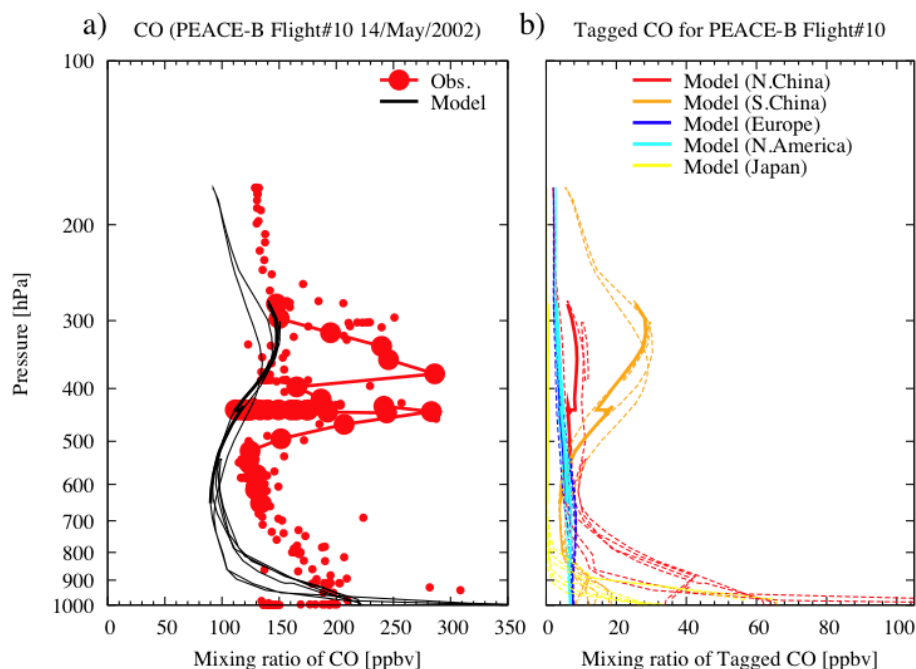 a) CO (PEACE-B Flight#10 14/May/2002)
100
200
300
400
500
600
700
800
900
1000
Pressure [hPa]
Obs.
Model
0 50 100 150 200 250 300 350
Mixing ratio of CO [ppbv]
b) Tagged CO for PEACE-B Flight#10
Model (N.China)
Model (S.China)
Model (Europe)
Model (N.America)
Model (Japan)
0 20 40 60 80 100
Mixing ratio of Tagged CO [ppbv]